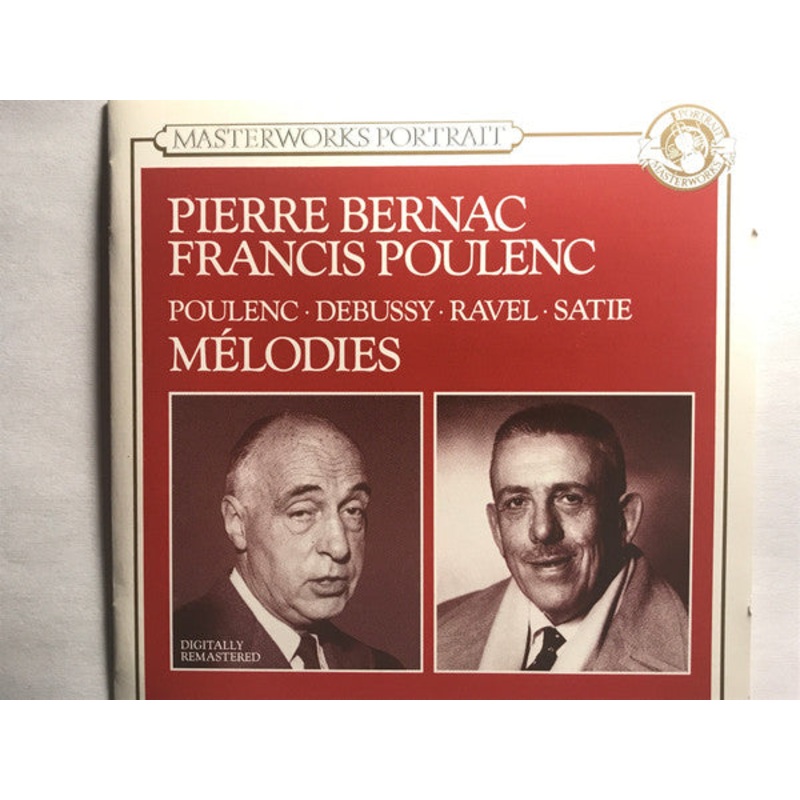 MASTERWORKS PORTRAIT
PORTRAIT
MASTERWORKS
PIERRE BERNAC
FRANCIS POULENC
POULENC · DEBUSSY · RAVEL · SATIE
MÉLODIES
DIGITALLY
REMASTERED